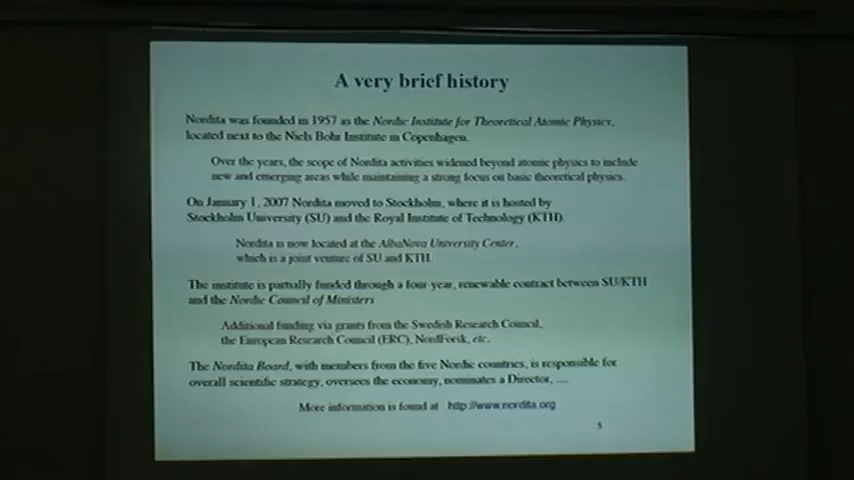 A very brief history
Nordita was founded in 1957 as the Nordic Institute for Theoretical Atomic Physics,
located next to the Niels Bohr Institute in Copenhagen.
Over the years, the scope of Nordita activities widened beyond atomic physics to include
new and emerging areas while maintaining a strong focus on basic theoretical physics.
On January 1, 2007 Nordita moved to Stockholm, where it is hosted by
Stockholm University (SU) and the Royal Institute of Technology (KTH).
Nordita is now located at the AlbaNova University Center,
which is a joint venture of SU and KTH.
The institute is partially funded through a four-year, renewable contract between SU/KTH
and the Nordic Council of Ministers
Additional funding via grants from the Swedish Research Council,
the European Research Council (ERC), NordForsk, etc.
The Nordita Board, with members from the five Nordic countries, is responsible for
overall scientific strategy, oversees the economy, nominates a Director, ....
More information is found at http://www.nordita.org